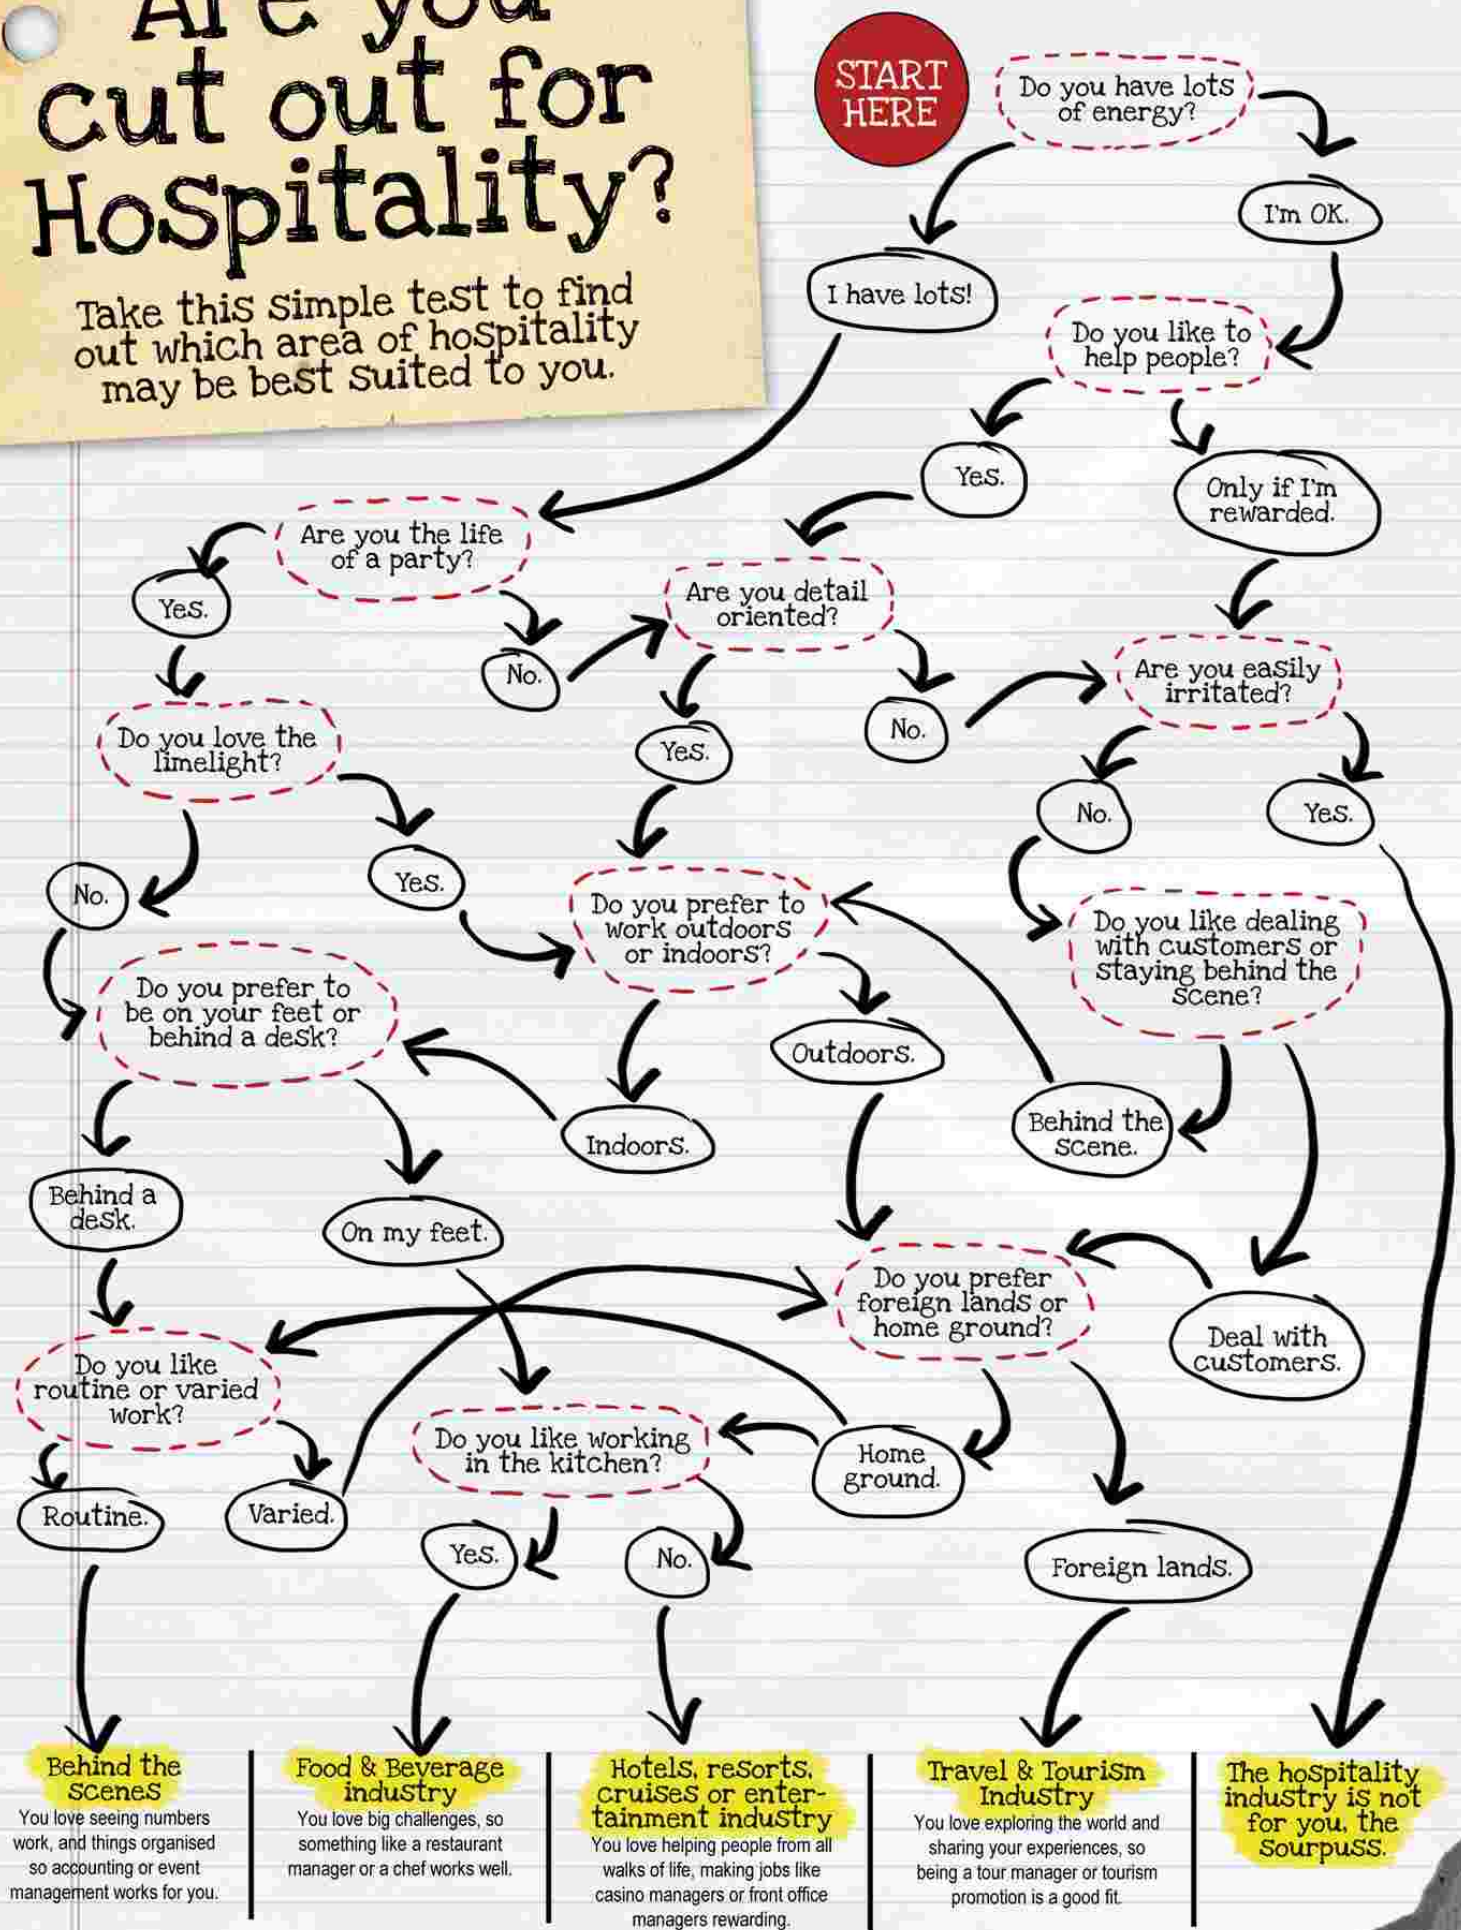 Are you
cut out for
Hospitality?
Take this simple test to find
out which area of hospitality
may be best suited to you.
START
HERE
Do you have lots
of energy?
I'm OK.
I have lots!
Do you like to
help people?
Yes.
Only if I'm
rewarded.
Are you the life
of a party?
Yes.
No.
Are you detail
oriented?
Yes.
No.
Are you easily
irritated?
No.
Yes.
Do you love the
limelight?
No.
Yes.
Do you prefer to
work outdoors
or indoors?
Do you like dealing
with customers or
staying behind the
scene?
Do you prefer to
be on your feet or
behind a desk?
Outdoors.
Indoors.
Behind the
scene.
Behind a
desk.
On my feet.
Do you prefer
foreign lands or
home ground?
Deal with
customers.
Do you like
routine or varied
work?
Do you like working
in the kitchen?
Home
ground.
Routine.
Varied.
Yes.
No.
Foreign lands.
Behind the
scenes
You love seeing numbers
work, and things organised
so accounting or event
management works for you.
Food & Beverage
industry
You love big challenges, so
something like a restaurant
manager or a chef works well.
Hotels, resorts,
cruises or enter-
tainment industry
You love helping people from all
walks of life, making jobs like
casino managers or front office
managers rewarding.
Travel & Tourism
Industry
You love exploring the world and
sharing your experiences, so
being a tour manager or tourism
promotion is a good fit.
The hospitality
industry is not
for you, the
sourpuss.